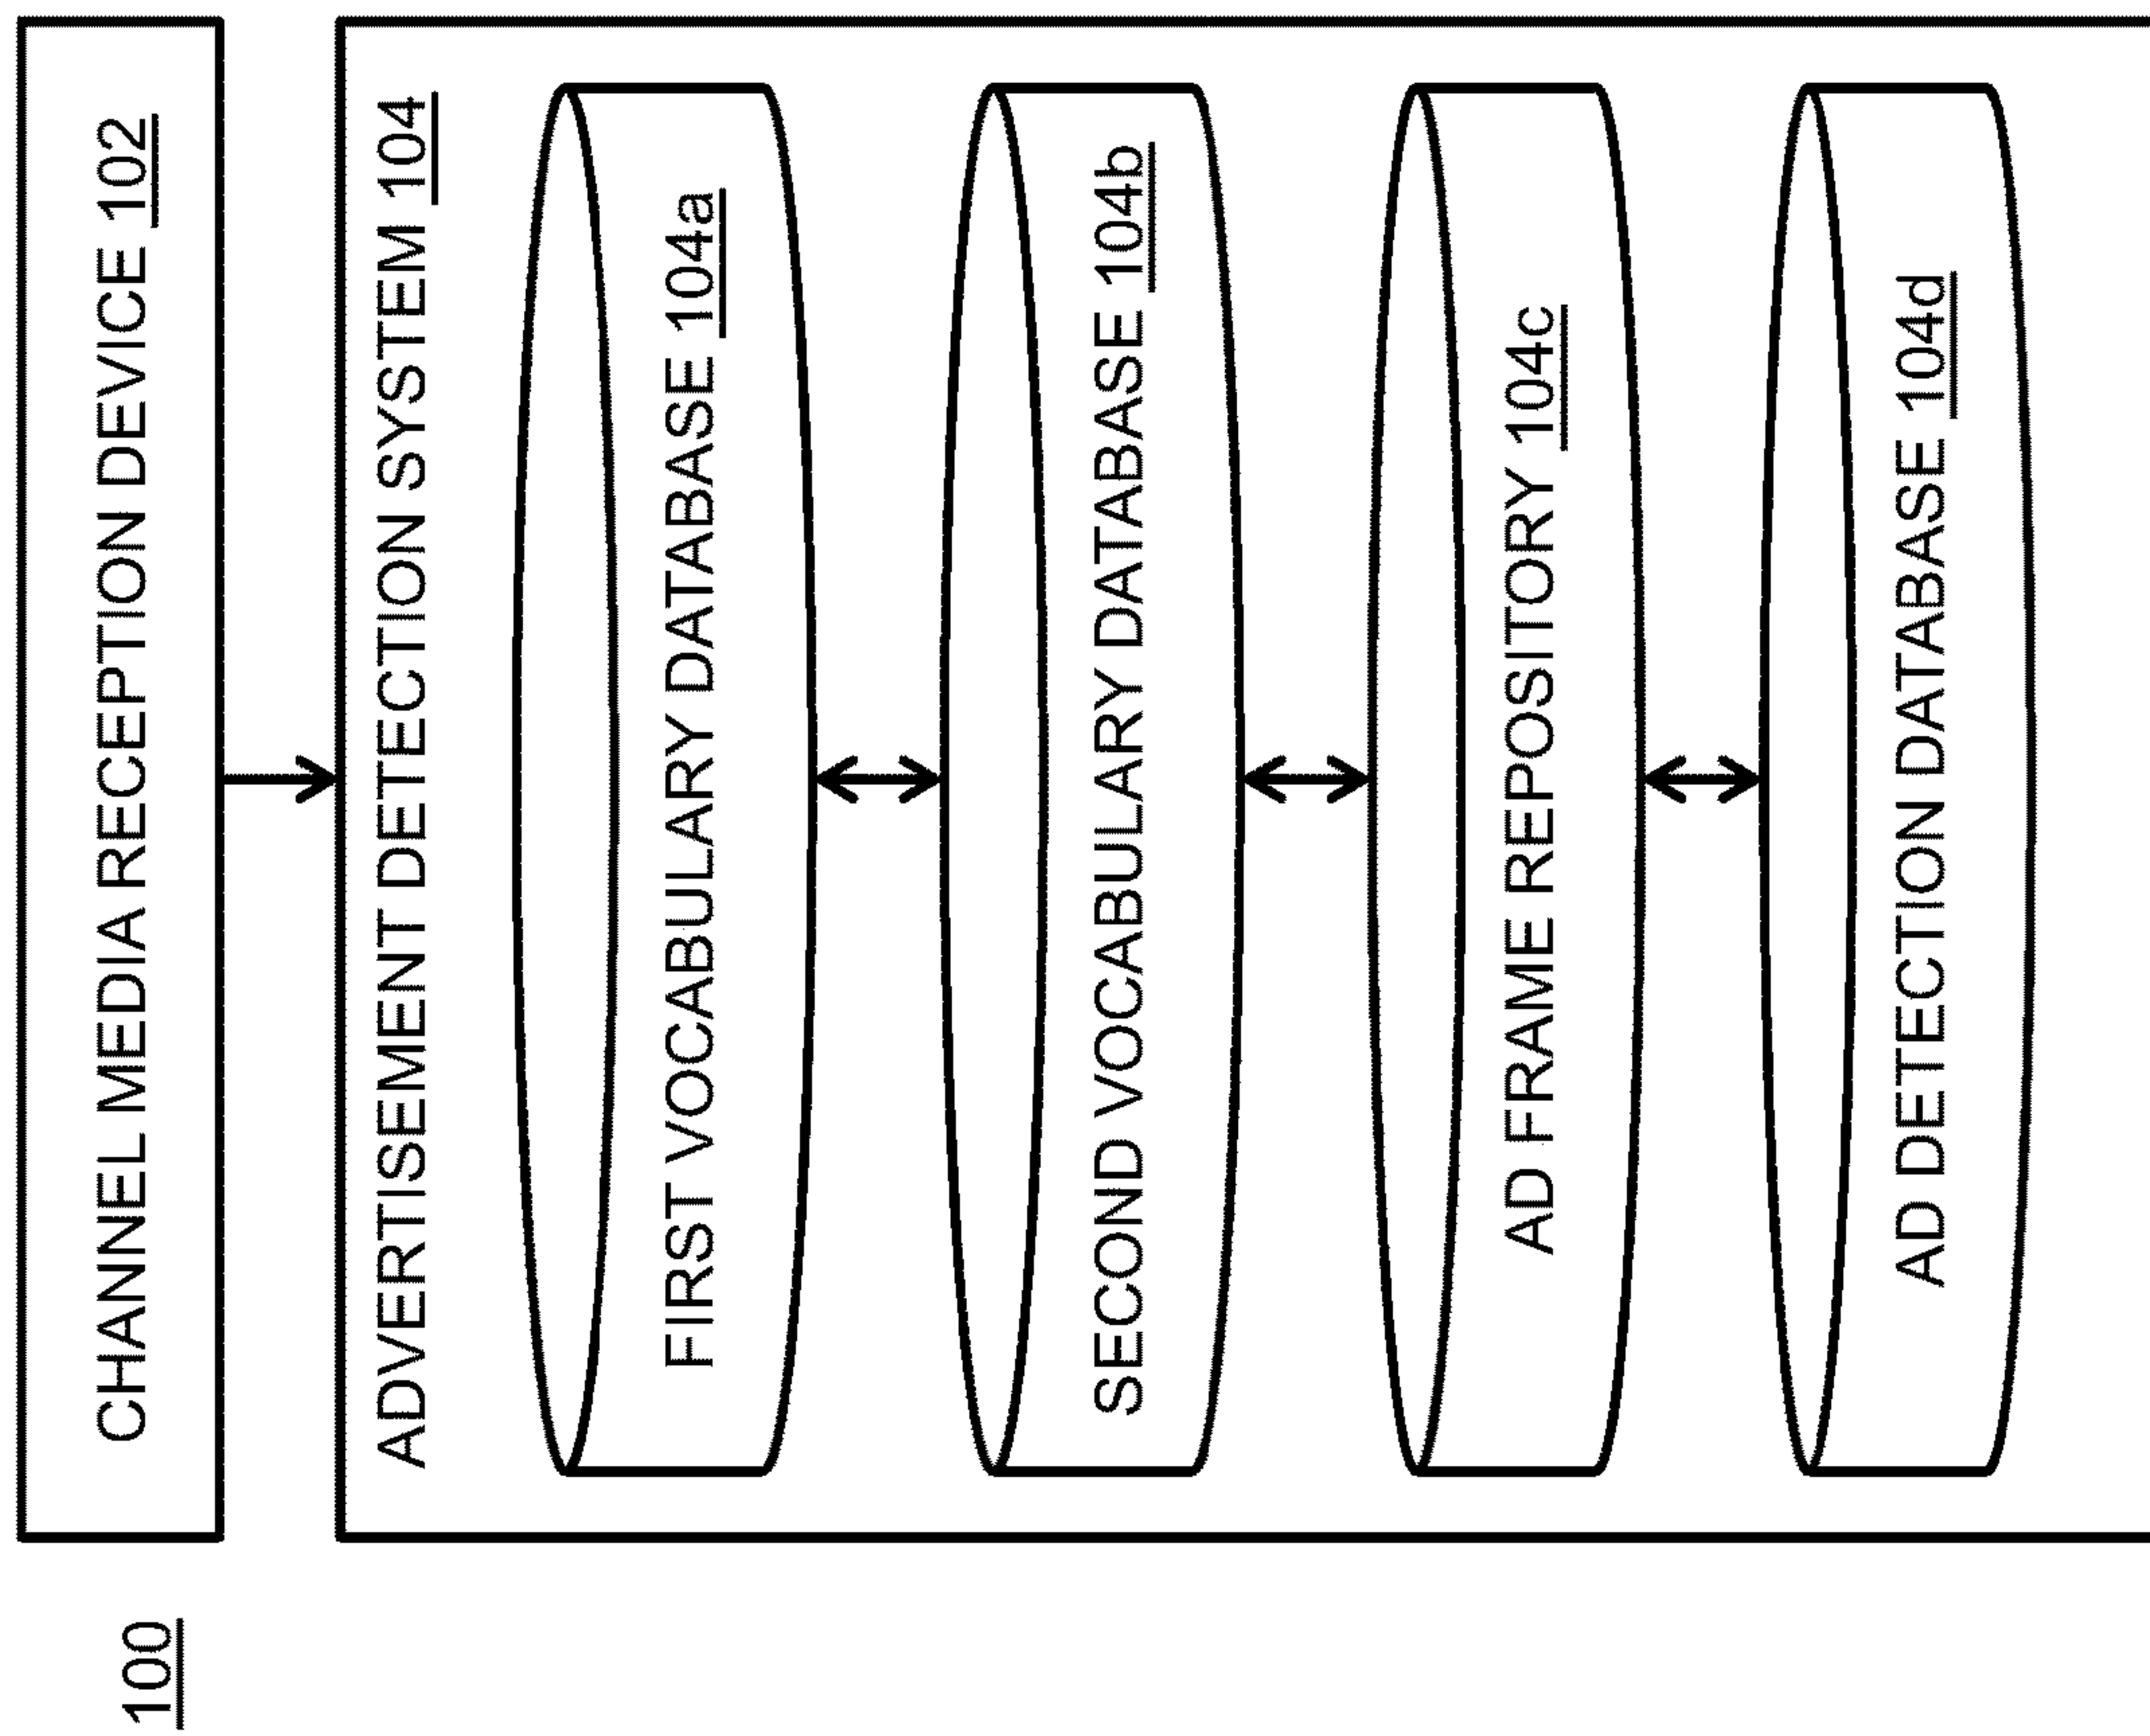 100
CHANNEL MEDIA RECEPTION DEVICE 102
ADVERTISEMENT DETECTION SYSTEM 104
FIRST VOCABULARY DATABASE 104a
SECOND VOCABULARY DATABASE 104b
AD FRAME REPOSITORY 104c
AD DETECTION DATABASE 104d